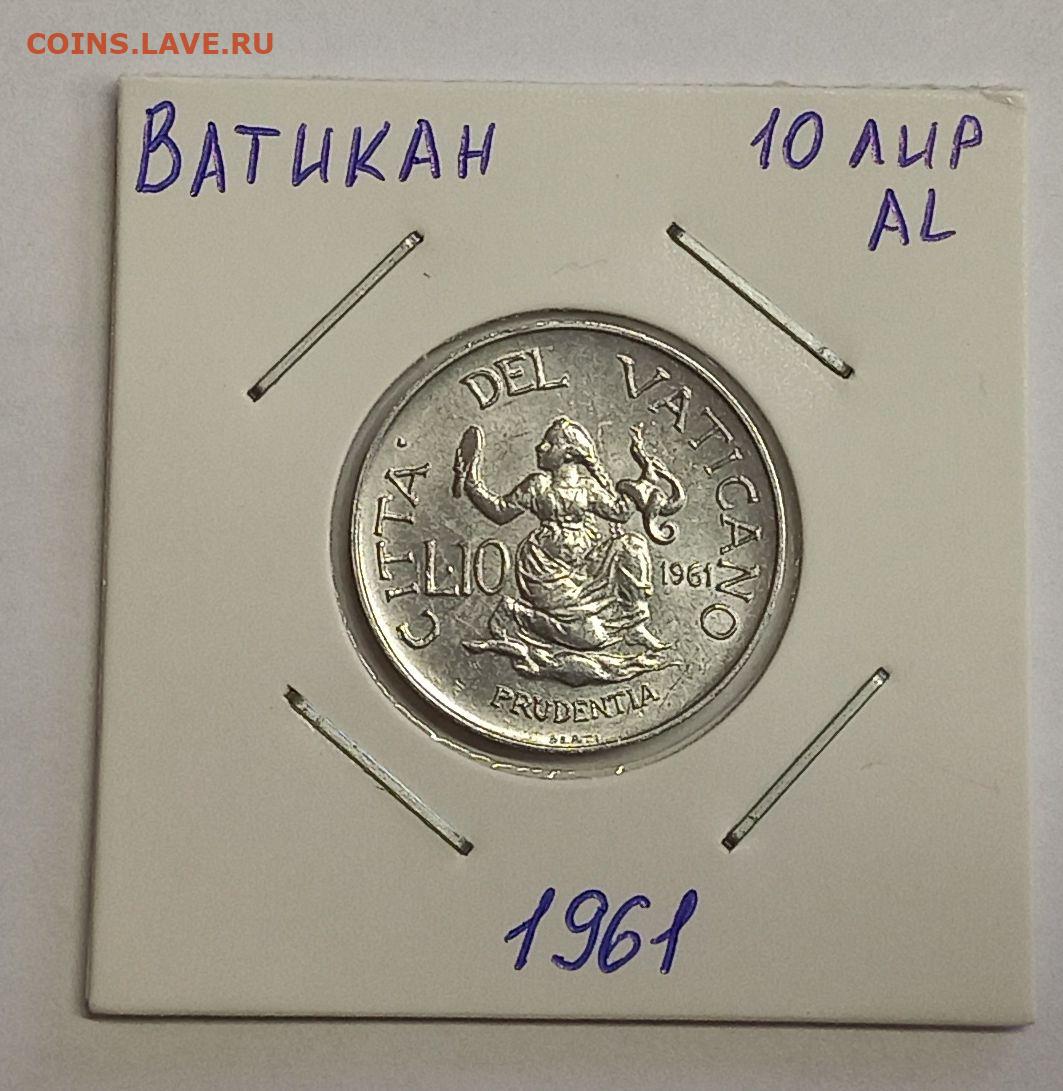 COINS.LAVE.RU
ВАТИКАН
10 ЛИР
AL
CITTA· DEL VATICANO
L.10
1961
PRUDENTIA
1961